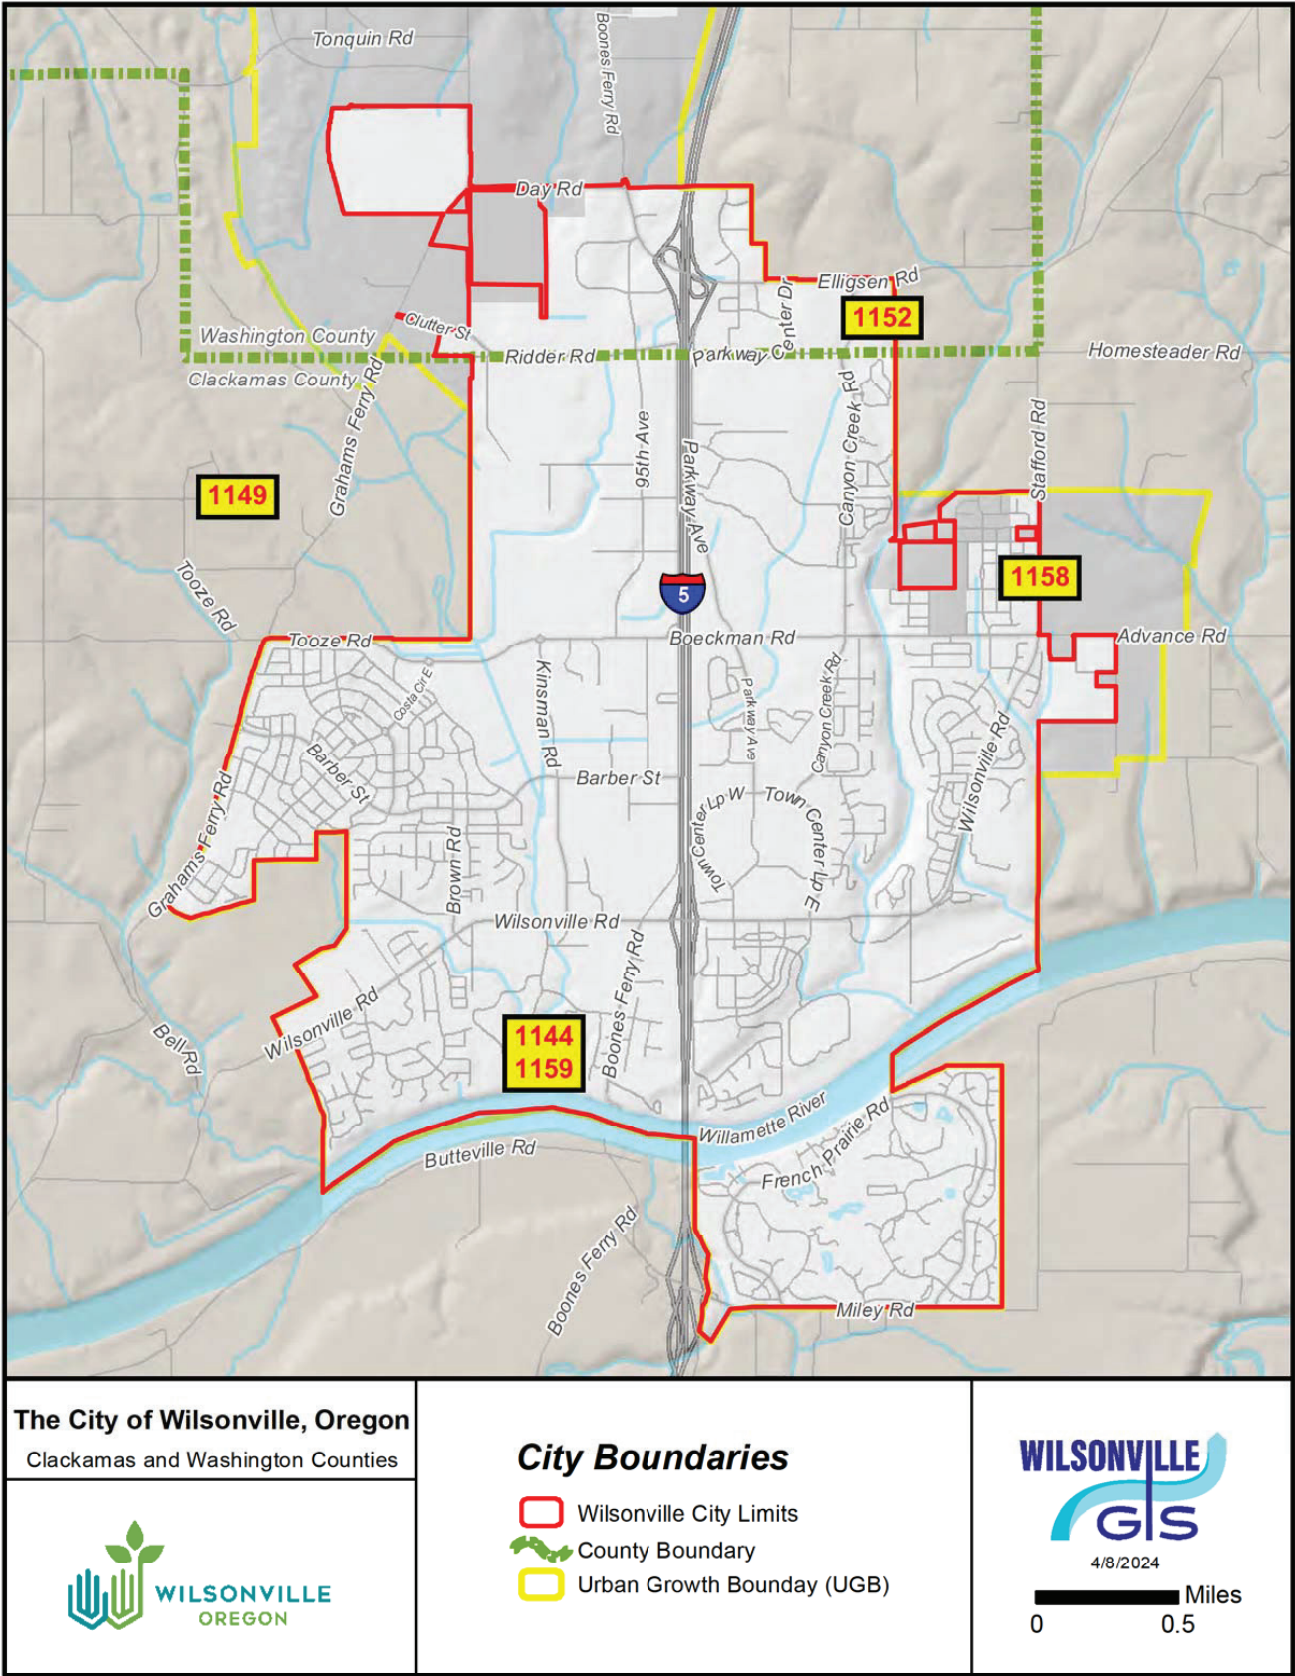 Tonquin Rd
Boones Ferry Rd
Day Rd
Elligsen Rd
1152
Center Dr
Clutter St
Washington County
Ridder Rd
Parkway
Homesteader Rd
Clackamas County
Grahams Ferry Rd
Canyon Creek Rd
Stafford Rd
95th Ave
Parkway Ave
1149
1158
5
Tooze Rd
Tooze Rd
Boeckman Rd
Advance Rd
Costa Cir E
Kinsman Rd
Parkway Ave
Canyon Creek Rd
Wilsonville Rd
Barber St
Barber St
Town Center Lp W
Town Center Lp E
Grahams Ferry Rd
Brown Rd
Wilsonville Rd
Boones Ferry Rd
Wilsonville Rd
Bell Rd
1144
1159
Willamette River
French Prairie Rd
Butteville Rd
Boones Ferry Rd
Miley Rd
The City of Wilsonville, Oregon
Clackamas and Washington Counties
WILSONVILLE
OREGON
City Boundaries
Wilsonville City Limits
County Boundary
Urban Growth Bounday (UGB)
WILSONVILLE
GIS
4/8/2024
Miles
0 0.5